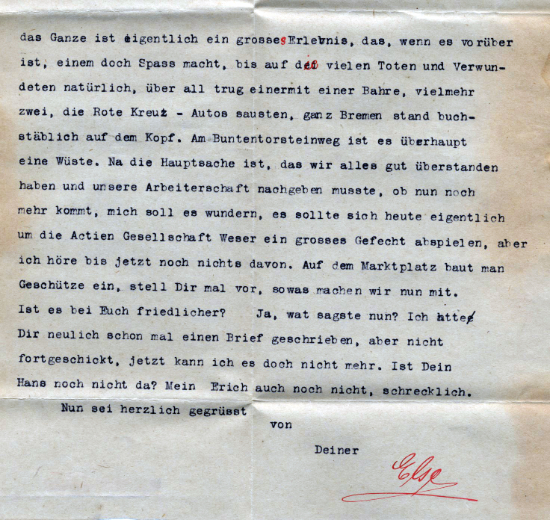 das Ganze ist eigentlich ein grosses Erlebnis, das, wenn es vorüber
ist, einem doch Spass macht, bis auf die vielen Toten und Verwun-
deten natürlich, über all trug einermit einer Bahre, vielmehr
zwei, die Rote Kreuz - Autos sausten, ganz Bremen stand buch-
stäblich auf dem Kopf. Am Buntentorsteinweg ist es überhaupt
eine Wüste. Na die Hauptsache ist, das wir alles gut überstanden
haben und unsere Arbeiterschaft nachgeben musste, ob nun noch
mehr kommt, mich soll es wundern, es sollte sich heute eigentlich
um die Actien Gesellschaft Weser ein grosses Gefecht abspielen, aber
ich höre bis jetzt noch nichts davon. Auf dem Marktplatz baut man
Geschütze ein, stell Dir mal vor, sowas machen wir nun mit.
Ist es bei Euch friedlicher? Ja, wat sagste nun? Ich hatte
Dir neulich schon mal einen Brief geschrieben, aber nicht
fortgeschickt, jetzt kann ich es doch nicht mehr. Ist Dein
Hans noch nicht da? Mein Erich auch noch nicht, schrecklich.
Nun sei herzlich gegrüsst
von
Deiner
Else